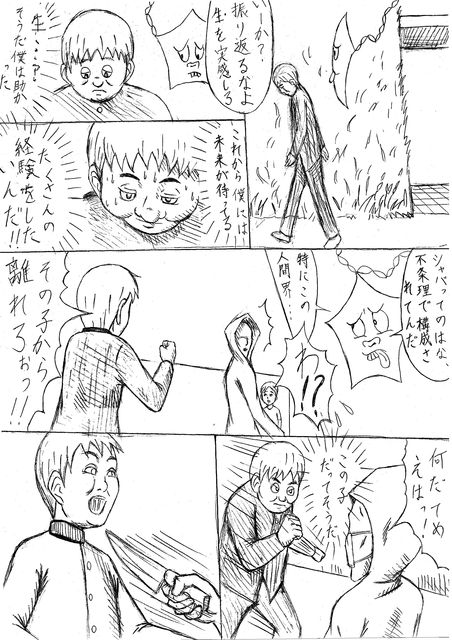 いーか?
振り返るなよ
生を実感しろ
生…?
そうだ僕は助か
った
これから僕には
未来が待ってる
たくさんの
経験をした
いんだ!!
シャバってのはな、
不条理で構成さ
れてんだ
特にこの
人間界…
わ!?
その子から
離れろぉっ!!
何だてめ
えはっ!
この子
だってそうだ